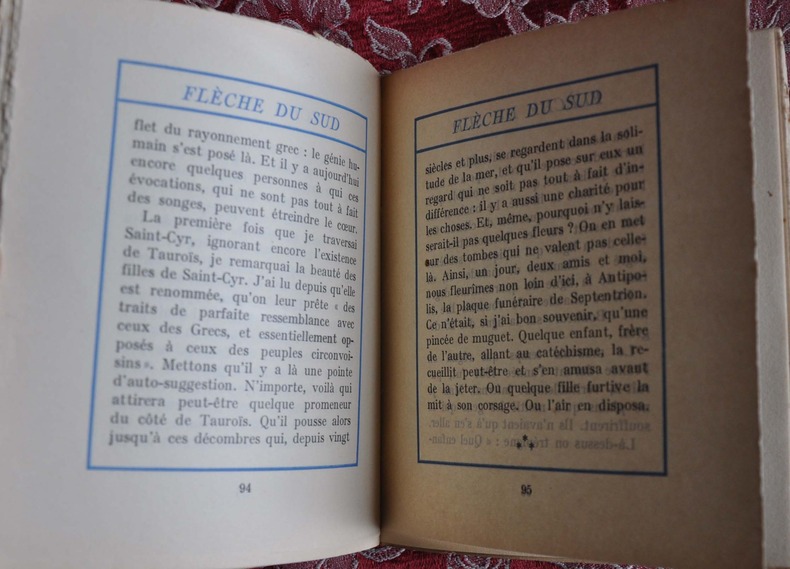 FLÈCHE DU SUD
flet du rayonnement grec : le génie hu-
main s'est posé là. Et il y a aujourd'hui
encore quelques personnes à qui ces
évocations, qui ne sont pas tout à fait
des songes, peuvent étreindre le cœur.
La première fois que je traversai
Saint-Cyr, ignorant encore l'existence
de Tauroïs, je remarquai la beauté des
filles de Saint-Cyr. J'ai lu depuis qu'elle
est renommée, qu'on leur prête « des
traits de parfaite ressemblance avec
ceux des Grecs, et essentiellement op-
posés à ceux des peuples circonvoi-
sins ». Mettons qu'il y a là une pointe
d'auto-suggestion. N'importe, voilà qui
attirera peut-être quelque promeneur
du côté de Tauroïs. Qu'il pousse alors
jusqu'à ces décombres qui, depuis vingt
94
FLÈCHE DU SUD
siècles et plus, se regardent dans la soli-
tude de la mer, et qu'il pose sur eux un
regard qui ne soit pas tout à fait d'in-
différence : il y a aussi une charité pour
les choses. Et, même, pourquoi n'y lais-
serait-il pas quelques fleurs ? On en met
sur des tombes qui ne valent pas celle-
là. Ainsi, un jour, deux amis et moi,
nous fleurîmes non loin d'ici, à Antipo-
lis, la plaque funéraire de Septentrion.
Ce n'était, si j'ai bon souvenir, qu'une
pincée de muguet. Quelque enfant, frère
de l'autre, allant au catéchisme, la re-
cueillit peut-être et s'en amusa avant
de la jeter. Ou quelque fille furtive la
mit à son corsage. Ou l'air en disposa.
***
95